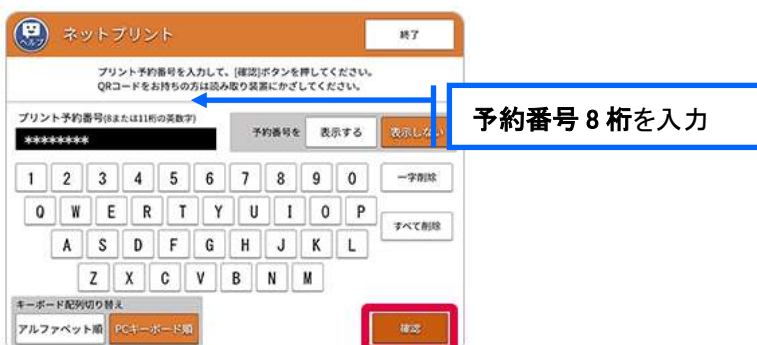 ヘルプ
ネットプリント
終了
プリント予約番号を入力して、[確認]ボタンを押してください。
QRコードをお持ちの方は読み取り装置にかざしてください。
予約番号 8 桁を入力
プリント予約番号(8または11桁の英数字)
********
予約番号を
表示する
表示しない
1 2 3 4 5 6 7 8 9 0
一字削除
Q W E R T Y U I O P
すべて削除
A S D F G H J K L
Z X C V B N M
キーボード配列切り替え
アルファベット順
PCキーボード順
確認